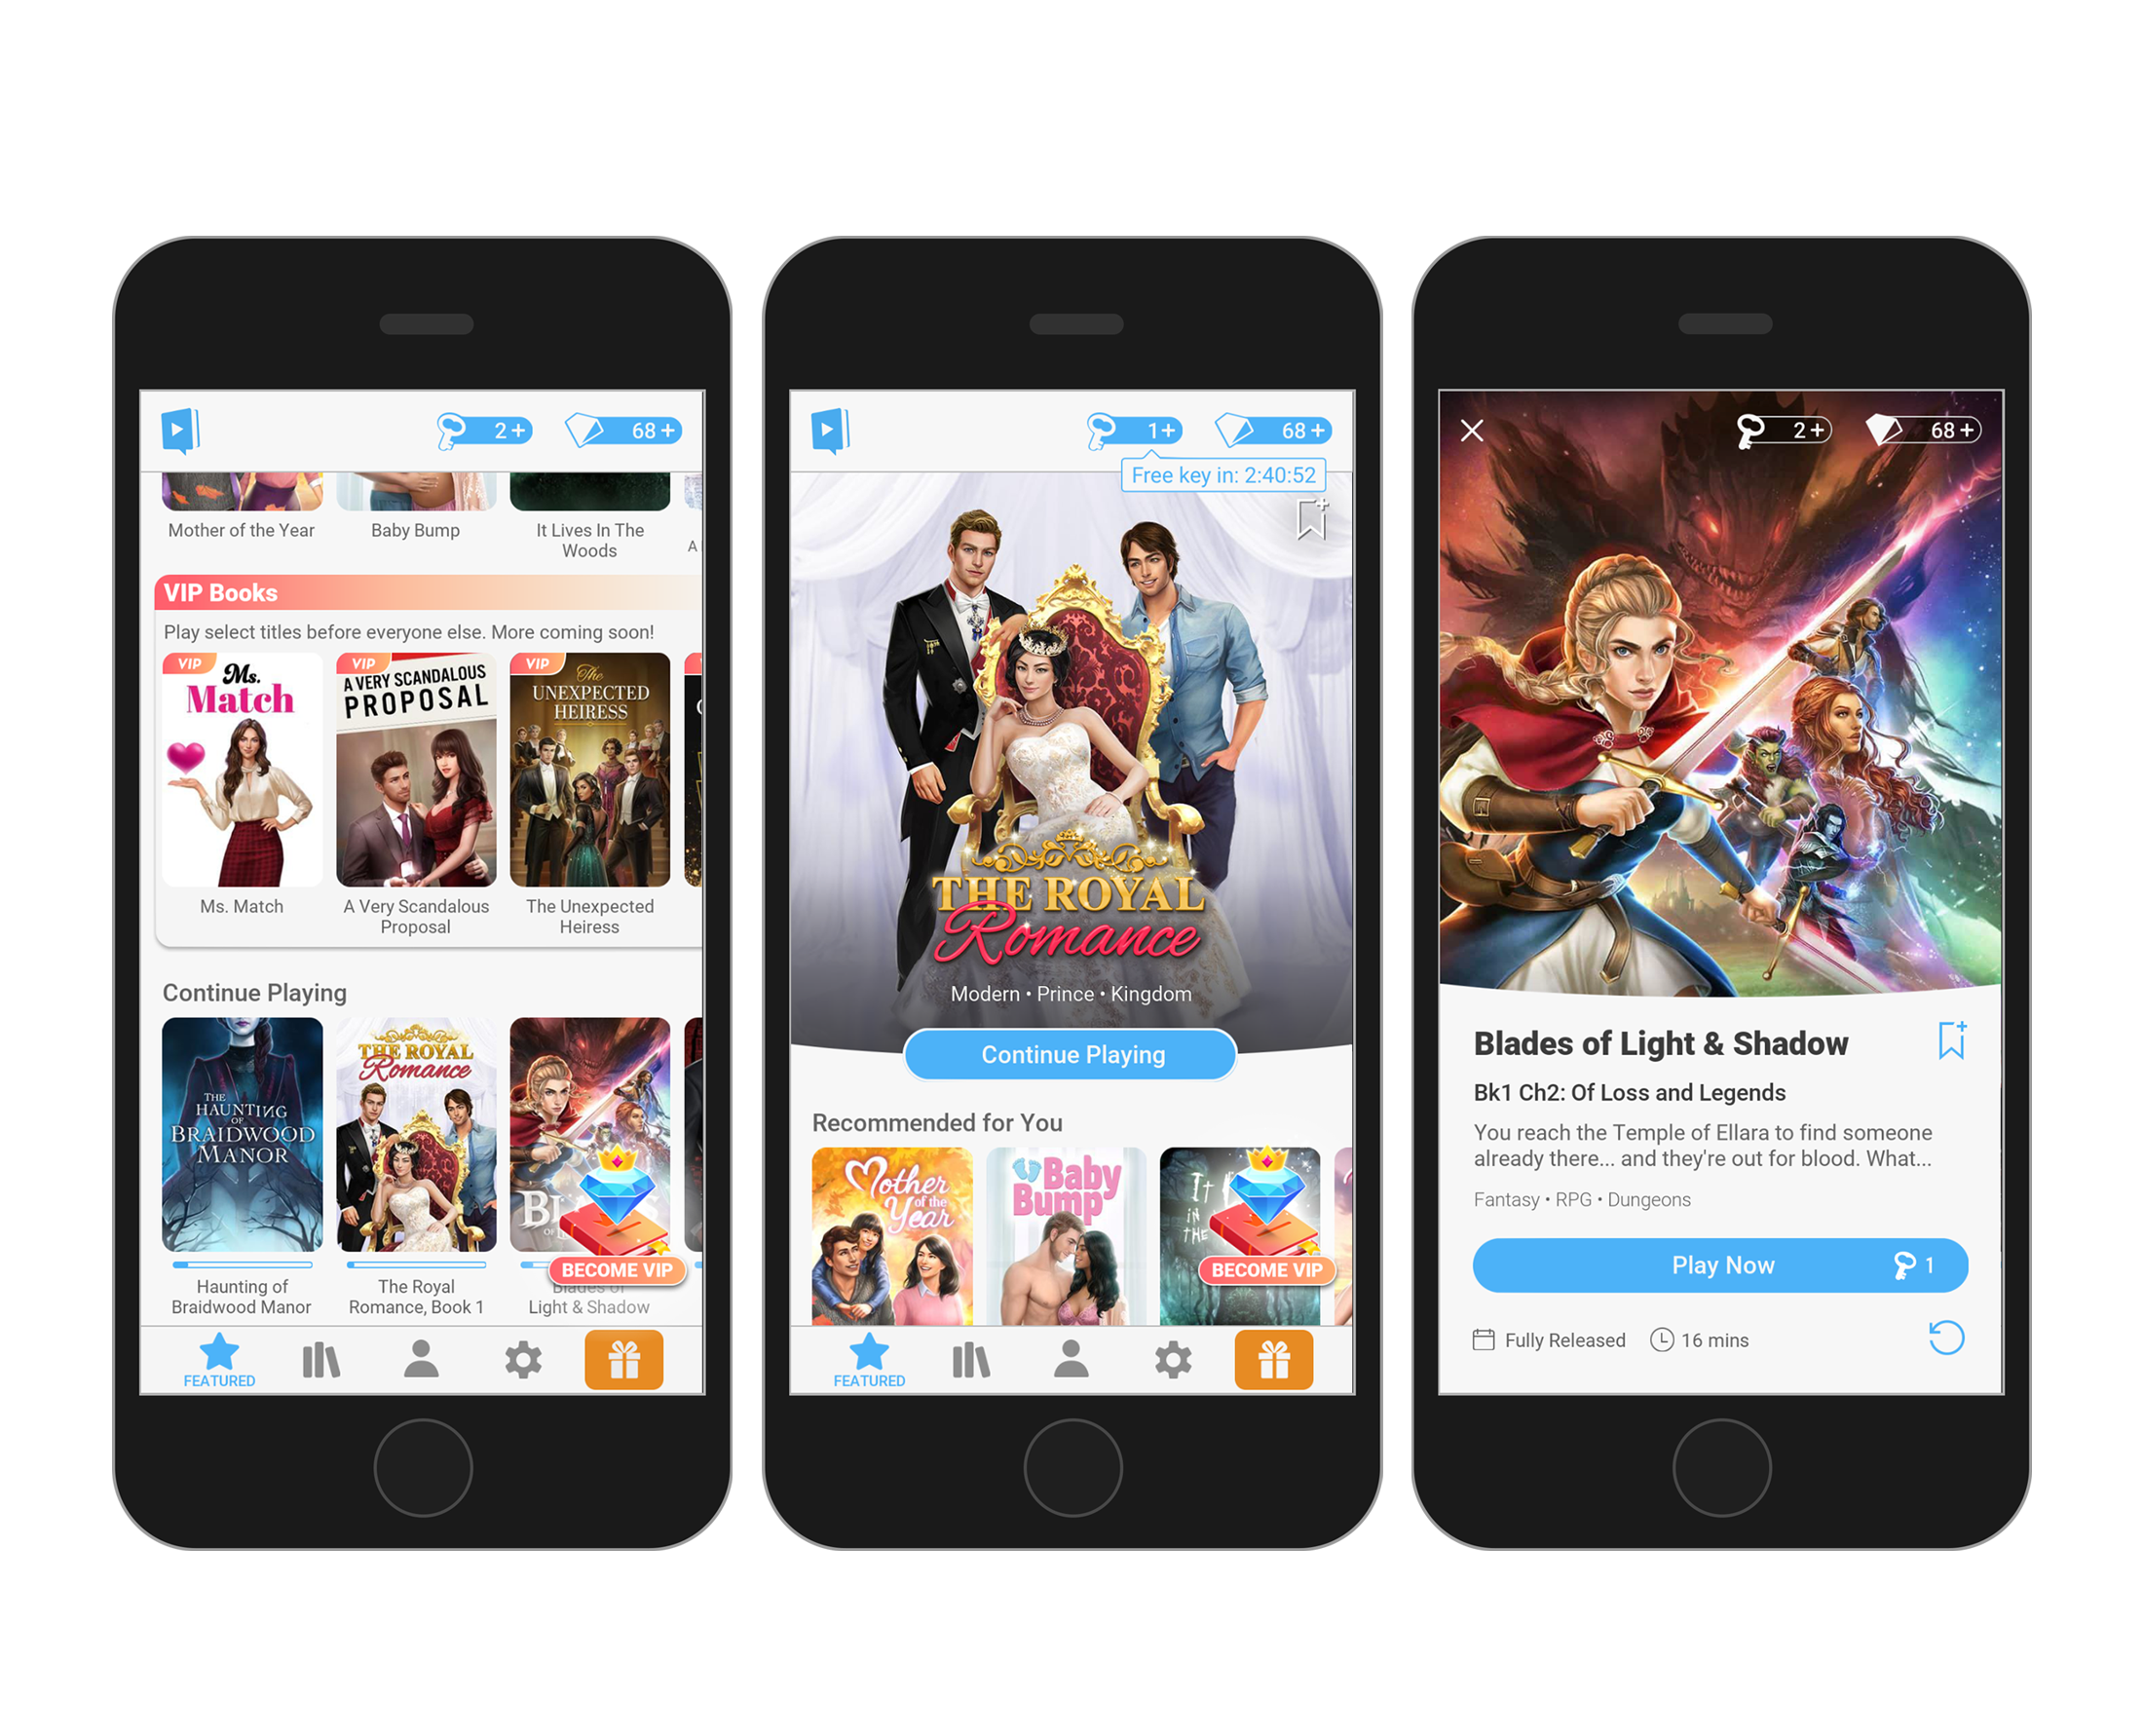 2 +
68 +
Mother of the Year
Baby Bump
It Lives In The
Woods
A
VIP Books
Play select titles before everyone else. More coming soon!
VIP
Ms.
Match
VIP
A VERY SCANDALOUS
PROPOSAL
VIP
The
UNEXPECTED
HEIRESS
Ms. Match
A Very Scandalous
Proposal
The Unexpected
Heiress
Continue Playing
THE
HAUNTING
OF
BRAIDWOOD
MANOR
THE ROYAL
Romance
BL
OF
BECOME VIP
Haunting of
Braidwood Manor
The Royal
Romance, Book 1
Blades of
Light & Shadow
FEATURED
1 +
68 +
Free key in: 2:40:52
THE ROYAL
Romance
Modern • Prince • Kingdom
Continue Playing
Recommended for You
Mother
of the
Year
Baby
Bump
It
IN
THE
BECOME VIP
FEATURED
2 +
68 +
Blades of Light & Shadow
Bk1 Ch2: Of Loss and Legends
You reach the Temple of Ellara to find someone
already there... and they're out for blood. What...
Fantasy • RPG • Dungeons
Play Now
1
Fully Released
16 mins